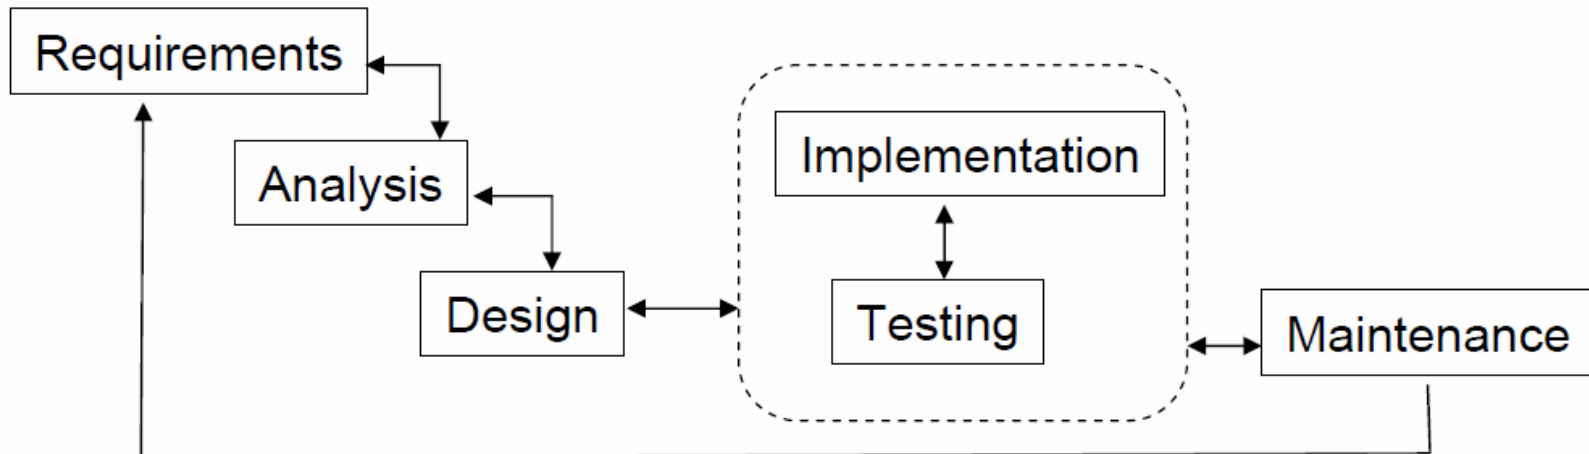 Requirements
Analysis
Design
Implementation
Testing
Maintenance